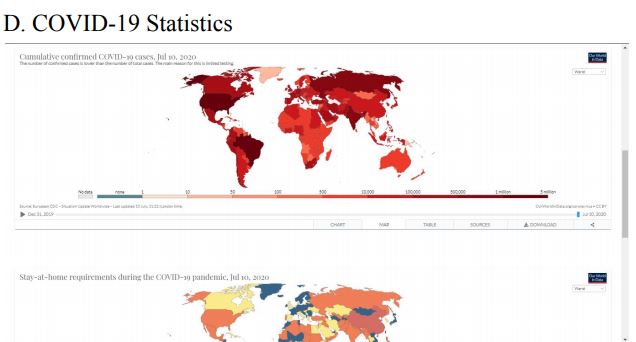 D. COVID-19 Statistics
Cumulative confirmed COVID-19 cases, Jul 10, 2020
The number of confirmed cases is lower than the number of total cases. The main reason for this is limited testing.
Our World
in Data
World
No data none 1 10 50 100 500 10,000 100,000 500,000 1 million 5 million
Source: European CDC – Situation Update Worldwide – Last updated 10 July,
OurWorldInData.org/coronavirus • CC BY
Dec 31, 2019
Jul 10, 2020
CHART MAP TABLE SOURCES DOWNLOAD
Stay-at-home requirements during the COVID-19 pandemic, Jul 10, 2020
Our World
in Data
World